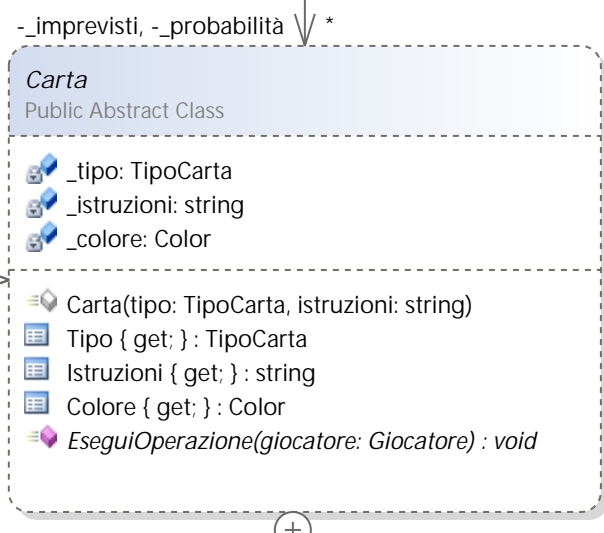 -_imprevisti, -_probabilità *
Carta
Public Abstract Class
_tipo: TipoCarta
_istruzioni: string
_colore: Color
Carta(tipo: TipoCarta, istruzioni: string)
Tipo { get; } : TipoCarta
Istruzioni { get; } : string
Colore { get; } : Color
EseguiOperazione(giocatore: Giocatore) : void